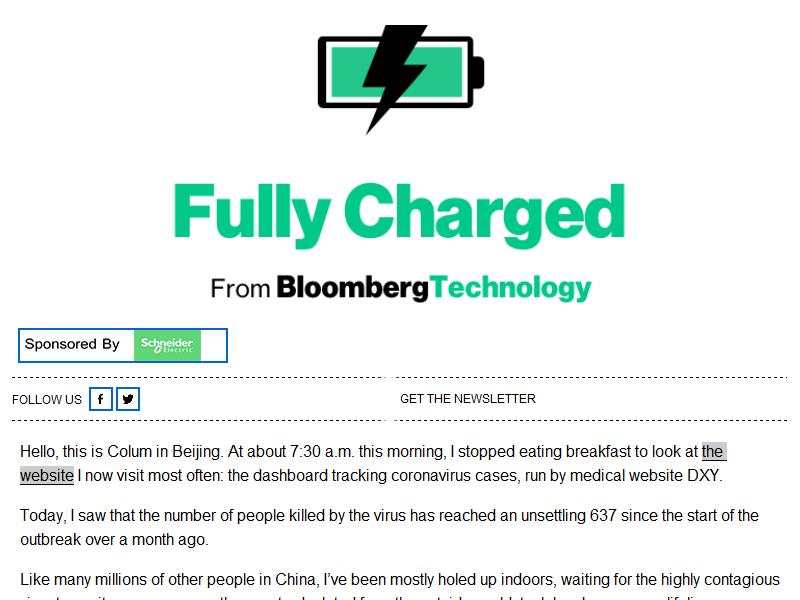 Fully Charged
From BloombergTechnology
Sponsored By Schneider Electric
FOLLOW US
GET THE NEWSLETTER
Hello, this is Colum in Beijing. At about 7:30 a.m. this morning, I stopped eating breakfast to look at the
website I now visit most often: the dashboard tracking coronavirus cases, run by medical website DXY.
Today, I saw that the number of people killed by the virus has reached an unsettling 637 since the start of the
outbreak over a month ago.
Like many millions of other people in China, I've been mostly holed up indoors, waiting for the highly contagious